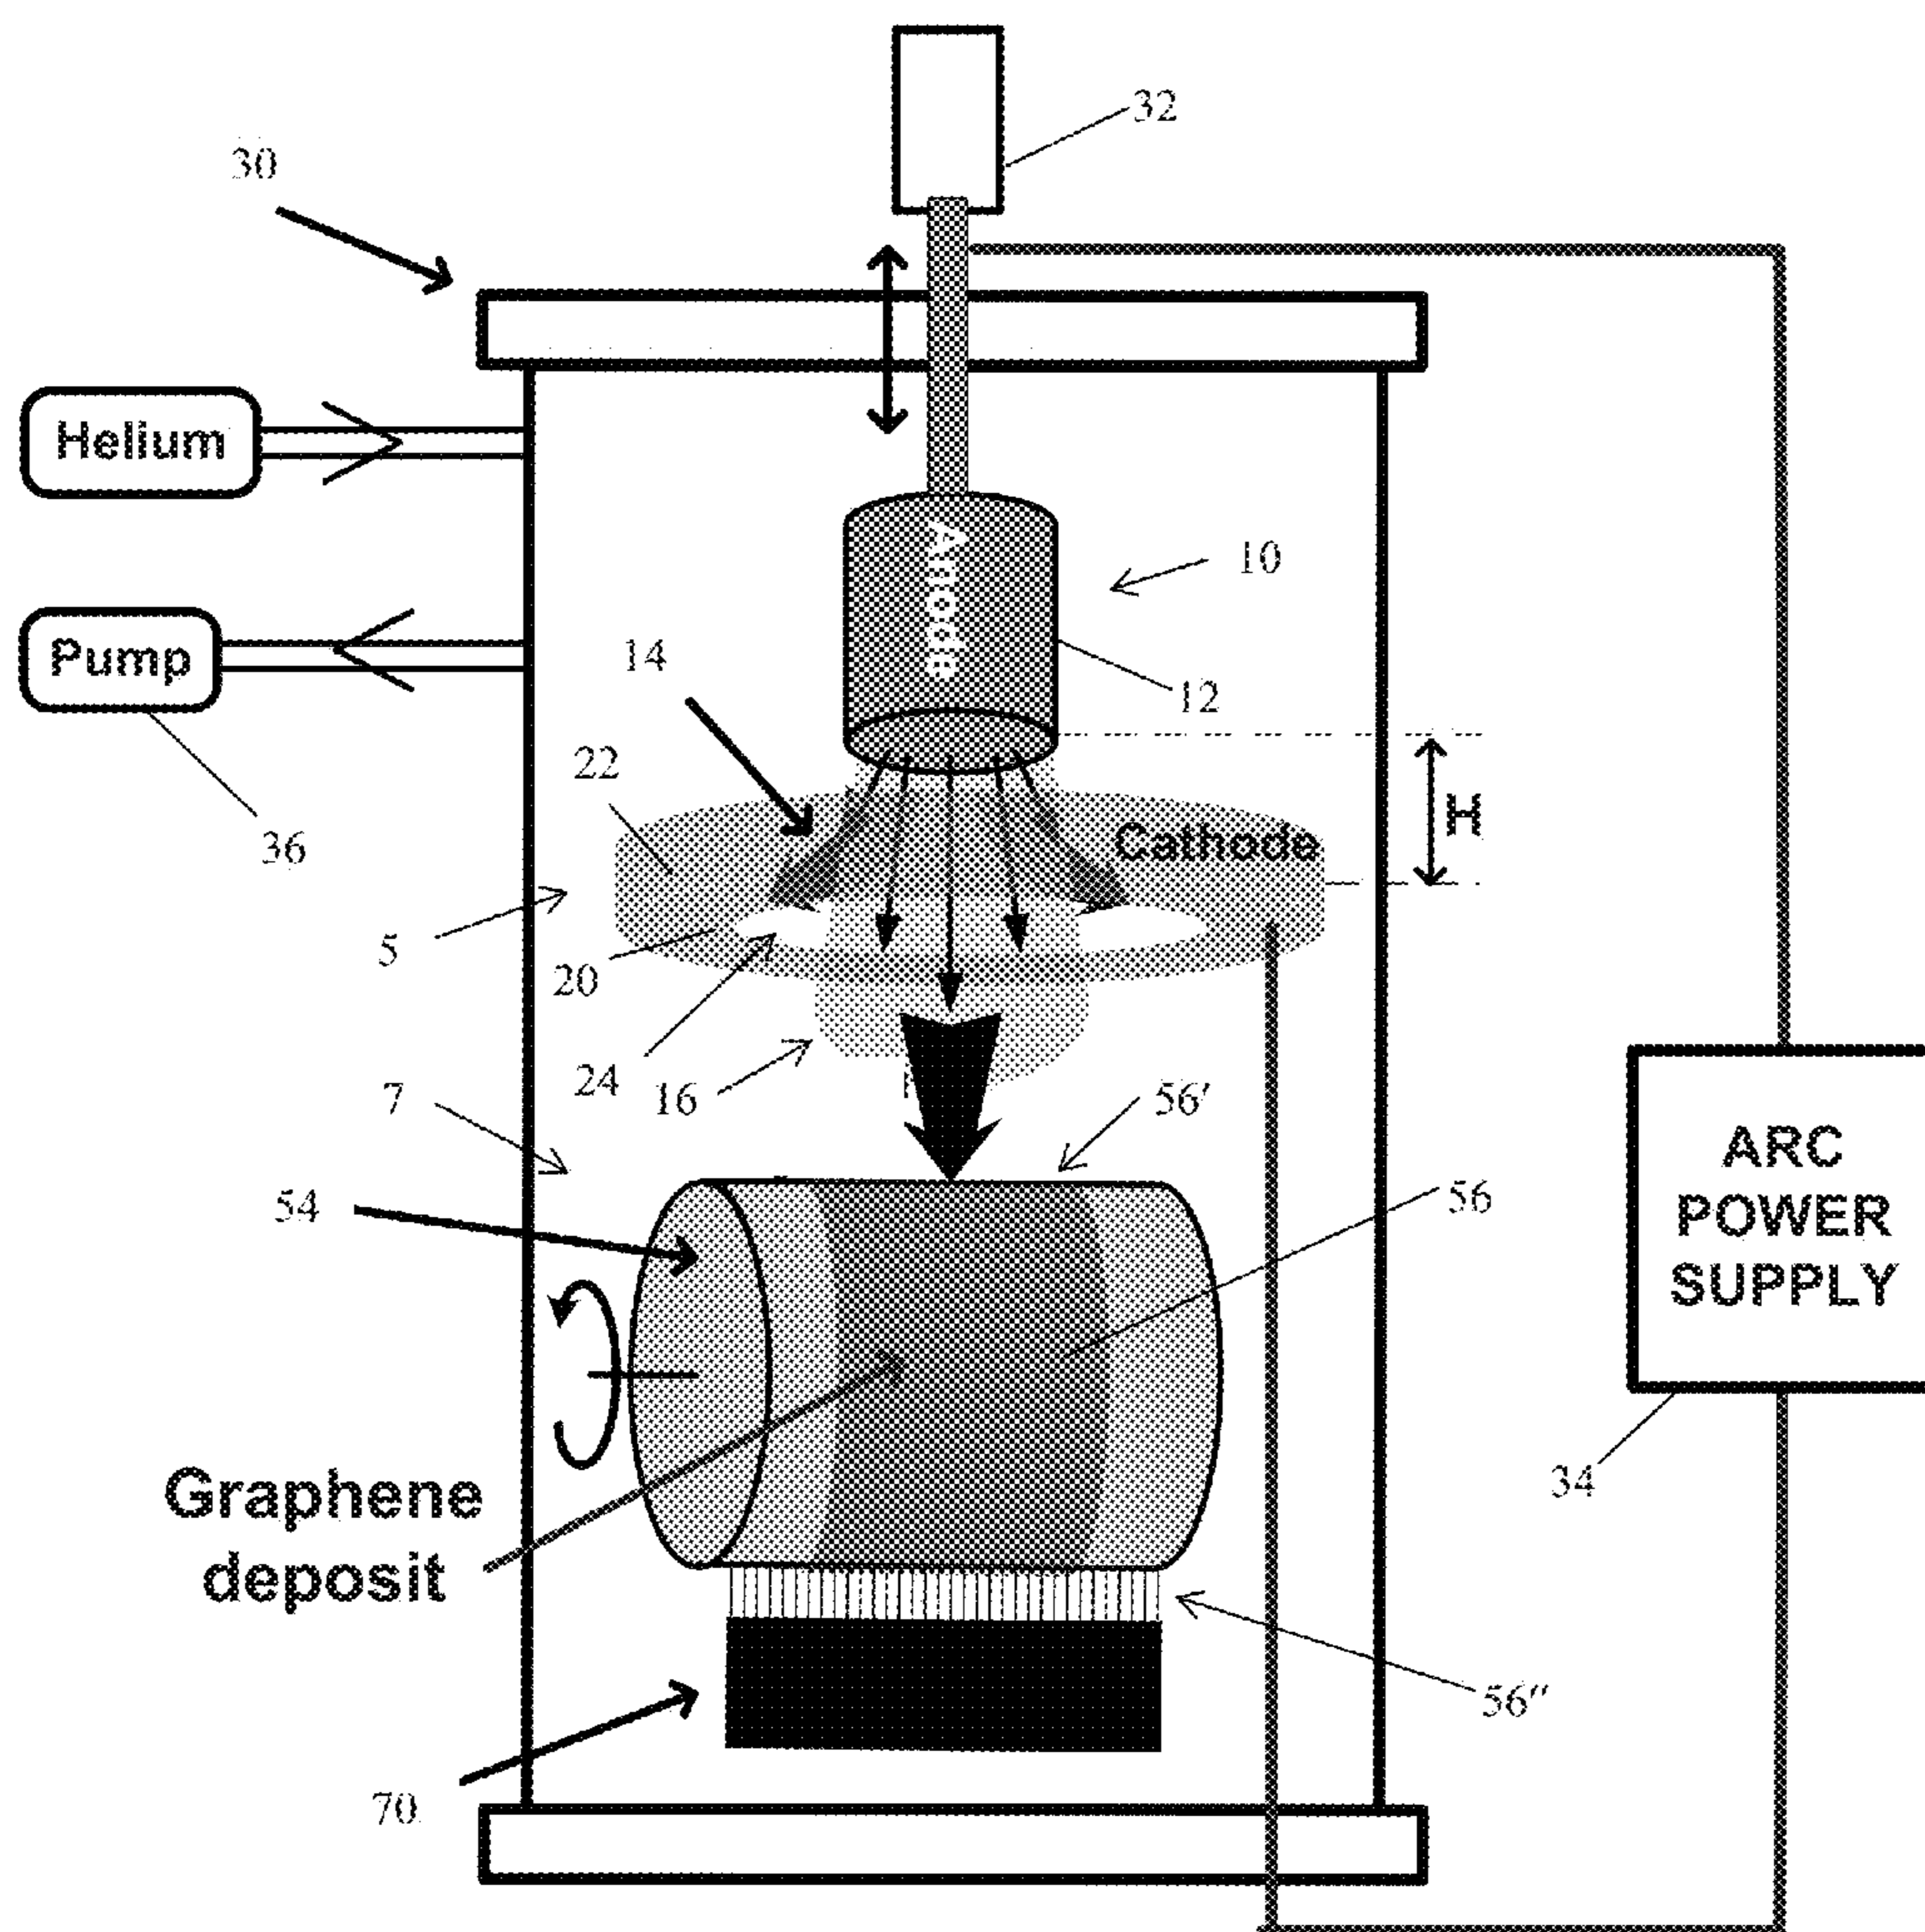 32
30
Helium
Anode
10
Pump
14
12
22
H
36
Cathode
5
20
24
16
7
56′
ARC
POWER
SUPPLY
54
56
34
Graphene
deposit
56″
70